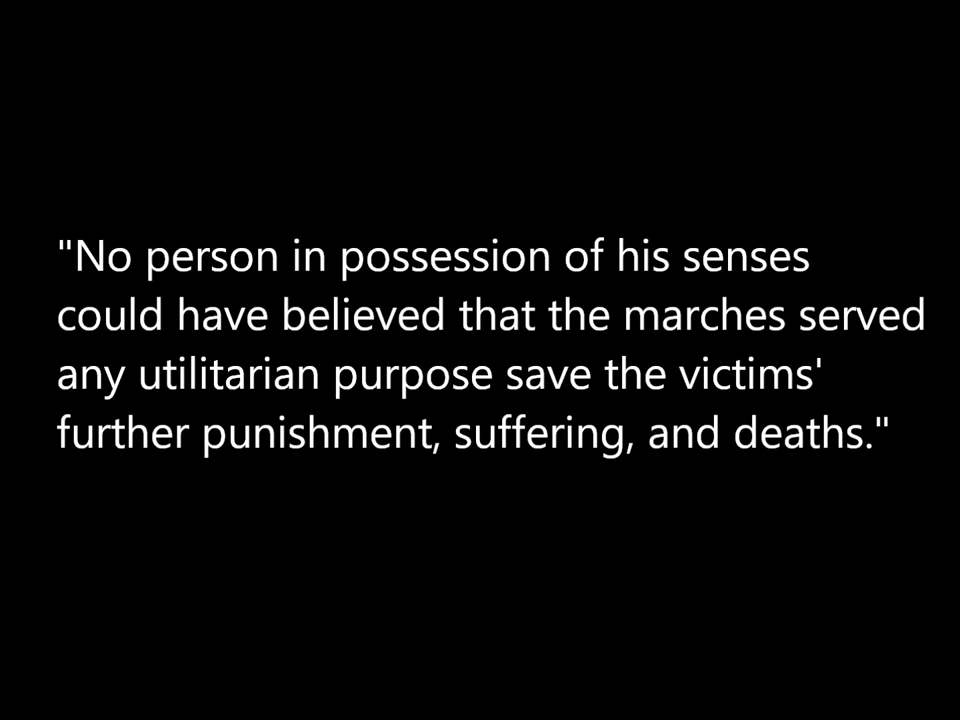 "No person in possession of his senses
could have believed that the marches served
any utilitarian purpose save the victims'
further punishment, suffering, and deaths."